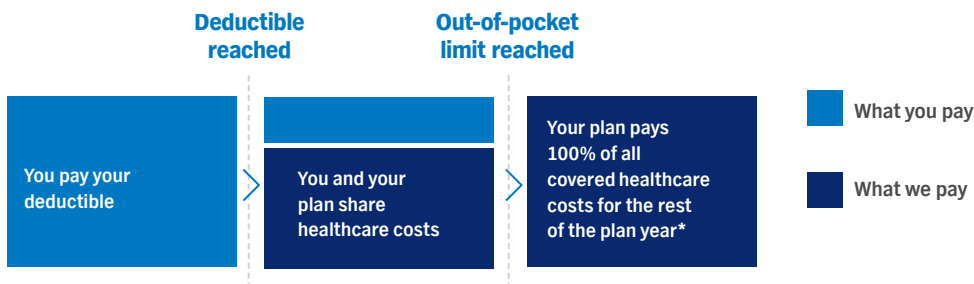 Deductible
reached
Out-of-pocket
limit reached
You pay your
deductible
You and your
plan share
healthcare costs
Your plan pays
100% of all
covered healthcare
costs for the rest
of the plan year*
What you pay
What we pay